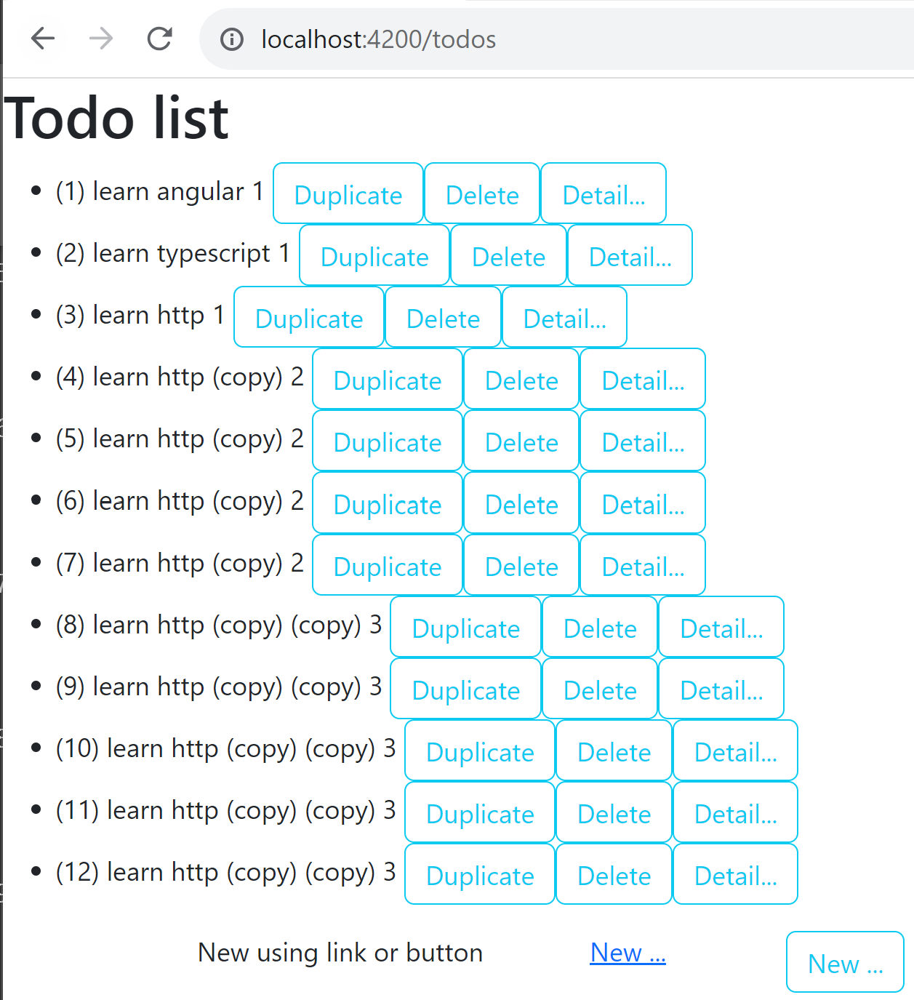 localhost:4200/todos
Todo list
(1) learn angular 1 Duplicate Delete Detail...
(2) learn typescript 1 Duplicate Delete Detail...
(3) learn http 1 Duplicate Delete Detail...
(4) learn http (copy) 2 Duplicate Delete Detail...
(5) learn http (copy) 2 Duplicate Delete Detail...
(6) learn http (copy) 2 Duplicate Delete Detail...
(7) learn http (copy) 2 Duplicate Delete Detail...
(8) learn http (copy) (copy) 3 Duplicate Delete Detail...
(9) learn http (copy) (copy) 3 Duplicate Delete Detail...
(10) learn http (copy) (copy) 3 Duplicate Delete Detail...
(11) learn http (copy) (copy) 3 Duplicate Delete Detail...
(12) learn http (copy) (copy) 3 Duplicate Delete Detail...
New using link or button New ... New ...